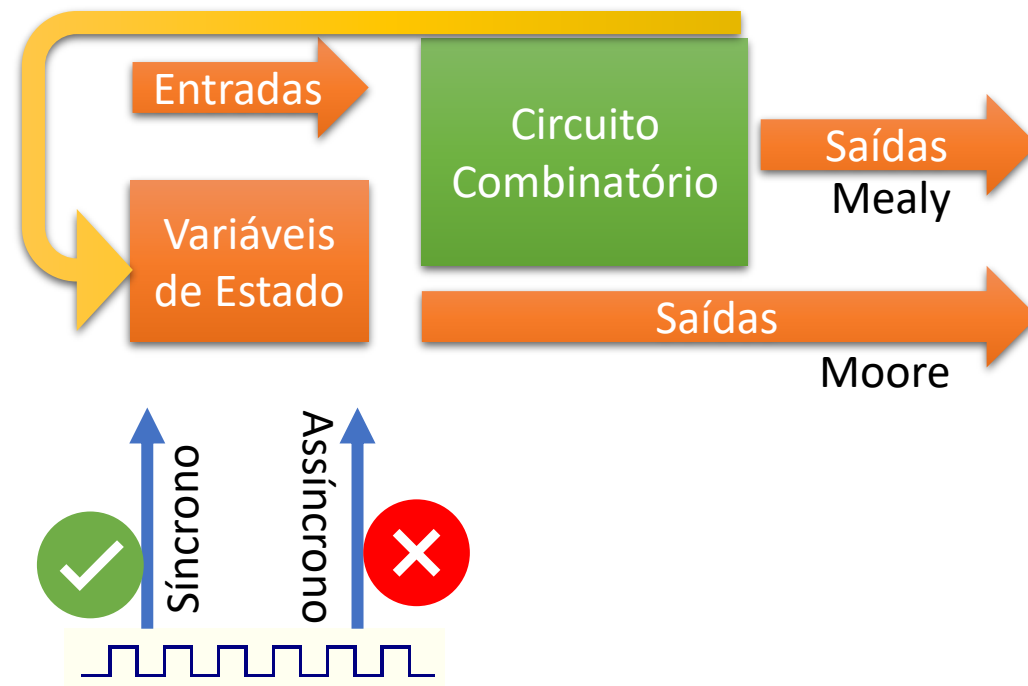 Entradas
Circuito
Combinatório
Saídas
Mealy
Variáveis
de Estado
Saídas
Moore
Síncrono
Assíncrono